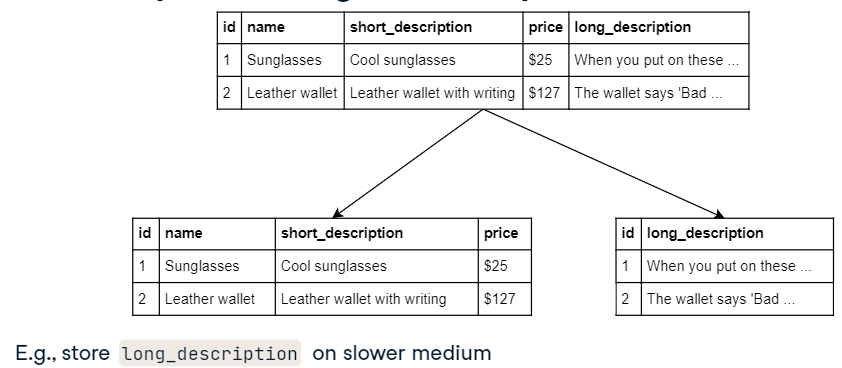 id name short_description price long_description
1 Sunglasses Cool sunglasses $25 When you put on these ...
2 Leather wallet Leather wallet with writing $127 The wallet says 'Bad ...
id name short_description price
1 Sunglasses Cool sunglasses $25
2 Leather wallet Leather wallet with writing $127
id long_description
1 When you put on these ...
2 The wallet says 'Bad ...
E.g., store long_description on slower medium